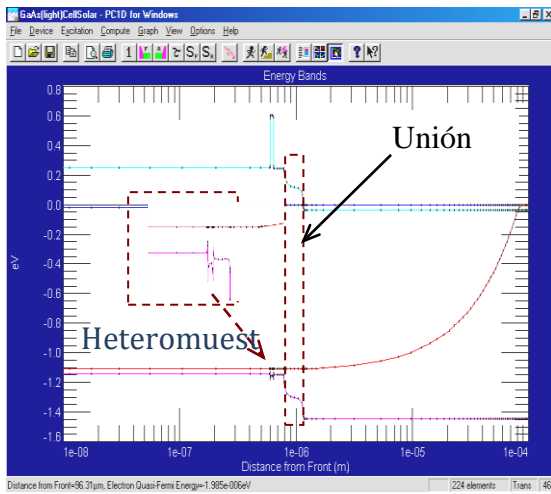 GaAs(light)CellSolar - PC1D for Windows
File Device Excitation Compute Graph View Options Help
Energy Bands
0.8
0.6
0.4
0.2
0.0
-0.2
-0.4
-0.6
-0.8
-1.0
-1.2
-1.4
-1.6
eV
Unión
Heteromuest
1e-08 1e-07 1e-06 1e-05 1e-04
Distance from Front (m)
Distance from Front=96.31µm, Electron Quasi-Fermi Energy=-1.985e-006eV 224 elements Trans 46